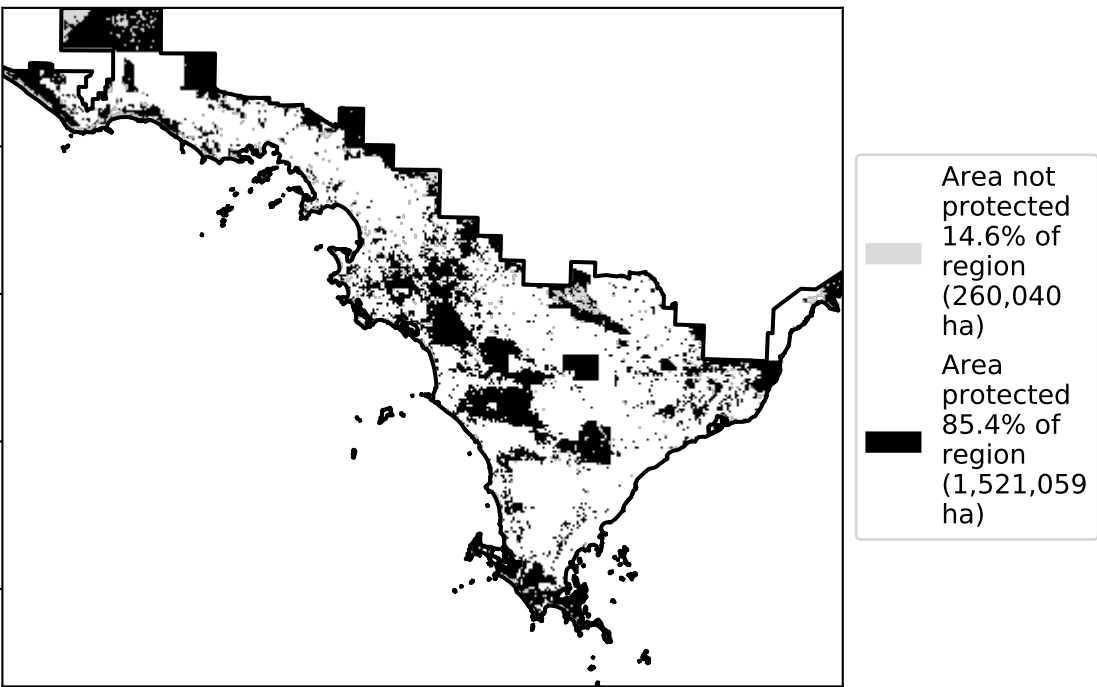 Area not
protected
14.6% of
region
(260,040
ha)
Area
protected
85.4% of
region
(1,521,059
ha)